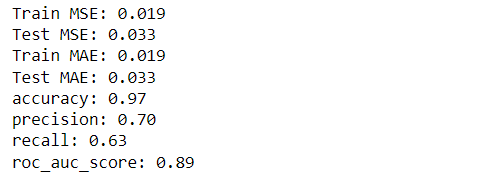 Train MSE: 0.019
Test MSE: 0.033
Train MAE: 0.019
Test MAE: 0.033
accuracy: 0.97
precision: 0.70
recall: 0.63
roc_auc_score: 0.89